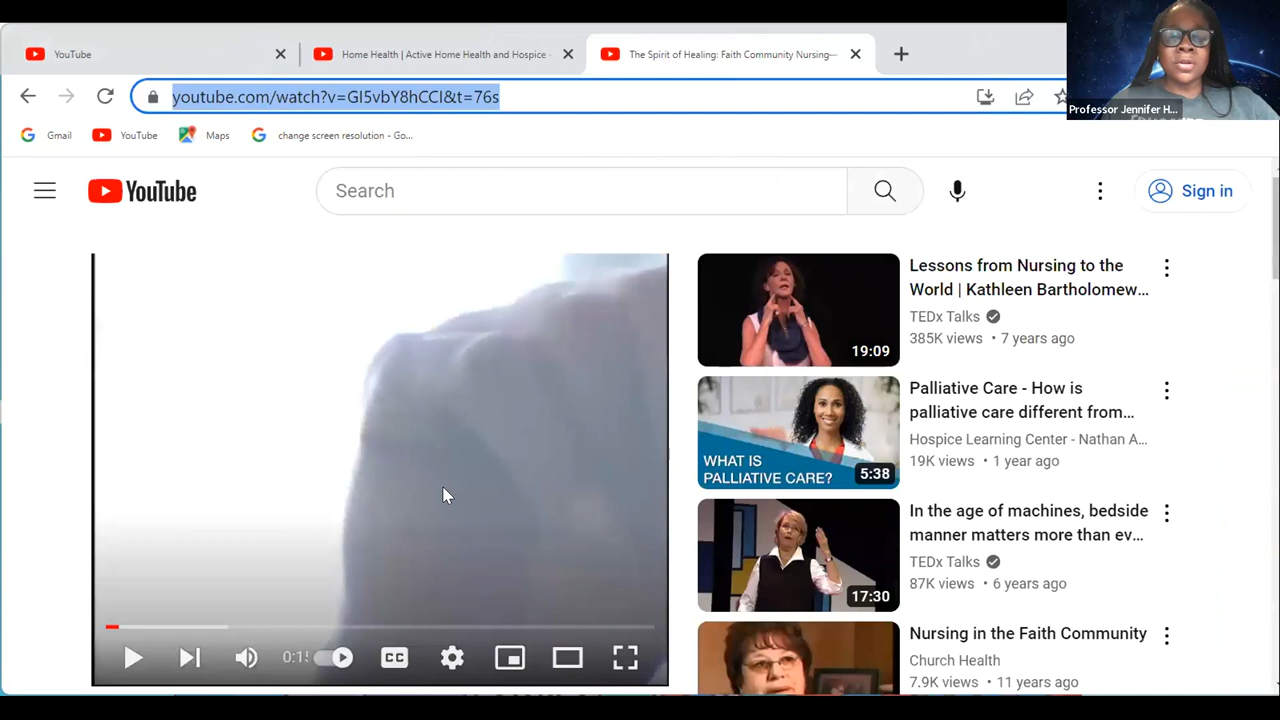 YouTube
Home Health | Active Home Health and Hospice -
The Spirit of Healing: Faith Community Nursing—
Professor Jennifer H...
youtube.com/watch?v=GI5vbY8hCCI&t=76s
Gmail
YouTube
Maps
change screen resolution - Go...
YouTube
Search
Sign in
Lessons from Nursing to the
World | Kathleen Bartholomew...
TEDx Talks
385K views • 7 years ago
19:09
Palliative Care - How is
palliative care different from...
Hospice Learning Center - Nathan A...
19K views • 1 year ago
WHAT IS
PALLIATIVE CARE?
5:38
In the age of machines, bedside
manner matters more than ev...
TEDx Talks
87K views • 6 years ago
17:30
Nursing in the Faith Community
Church Health
7.9K views • 11 years ago
CC